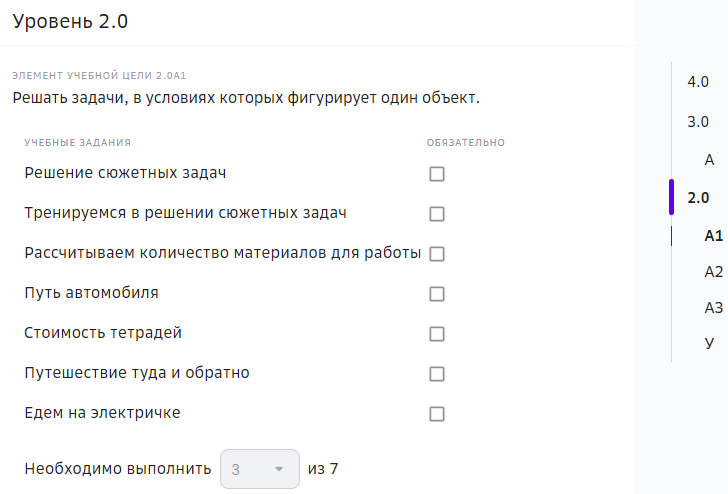 Уровень 2.0
ЭЛЕМЕНТ УЧЕБНОЙ ЦЕЛИ 2.0А1
Решать задачи, в условиях которых фигурирует один объект.
УЧЕБНЫЕ ЗАДАНИЯ ОБЯЗАТЕЛЬНО
Решение сюжетных задач
Тренируемся в решении сюжетных задач
Рассчитываем количество материалов для работы
Путь автомобиля
Стоимость тетрадей
Путешествие туда и обратно
Едем на электричке
Необходимо выполнить 3 из 7
4.0
3.0
А
2.0
А1
А2
А3
У